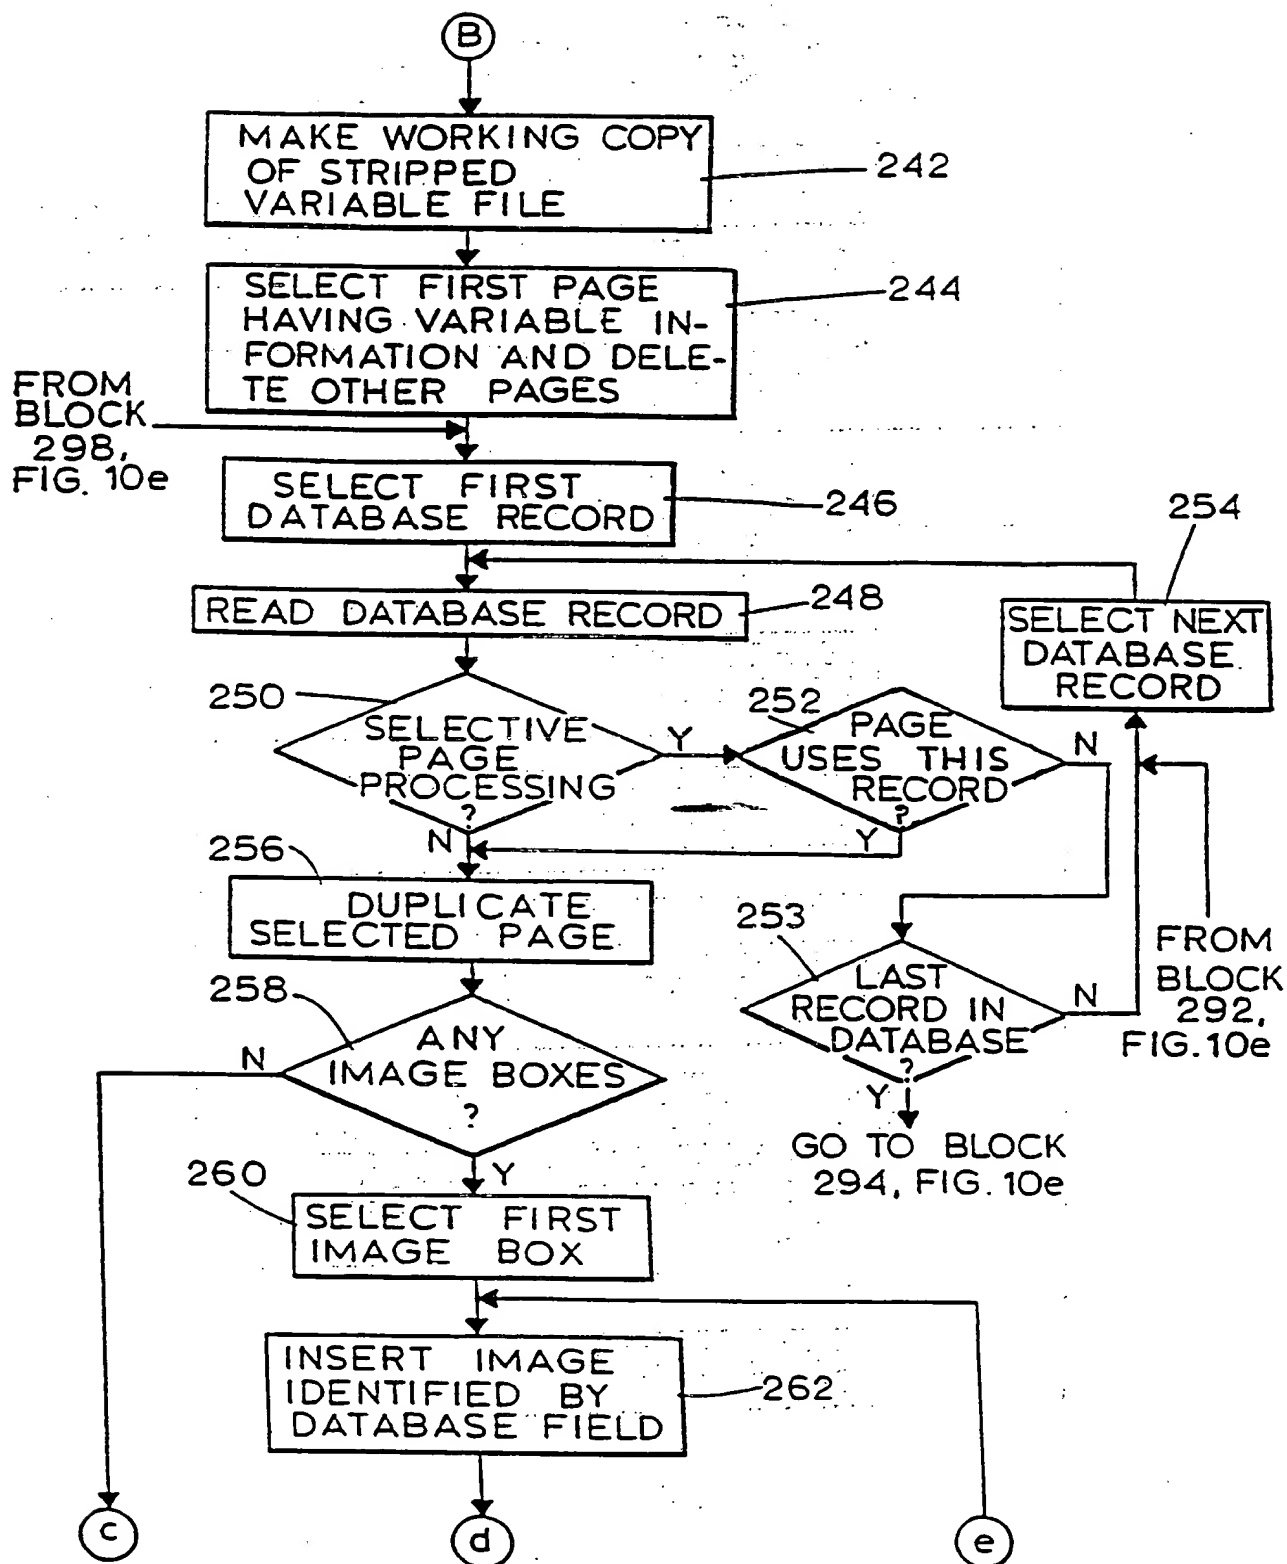 B
MAKE WORKING COPY
OF STRIPPED
VARIABLE FILE
242
SELECT FIRST PAGE
HAVING VARIABLE IN-
FORMATION AND DELE-
TE OTHER PAGES
244
FROM
BLOCK
298,
FIG. 10e
SELECT FIRST
DATABASE RECORD
246
254
READ DATABASE RECORD
248
SELECT NEXT
DATABASE
RECORD
250
SELECTIVE
PAGE
PROCESSING
?
Y
N
252
PAGE
USES THIS
RECORD
?
N
Y
256
DUPLICATE
SELECTED PAGE
253
LAST
RECORD IN
DATABASE
?
N
Y
FROM
BLOCK
292,
FIG. 10e
GO TO BLOCK
294, FIG. 10e
258
ANY
IMAGE BOXES
?
N
Y
260
SELECT FIRST
IMAGE BOX
INSERT IMAGE
IDENTIFIED BY
DATABASE FIELD
262
c
d
e